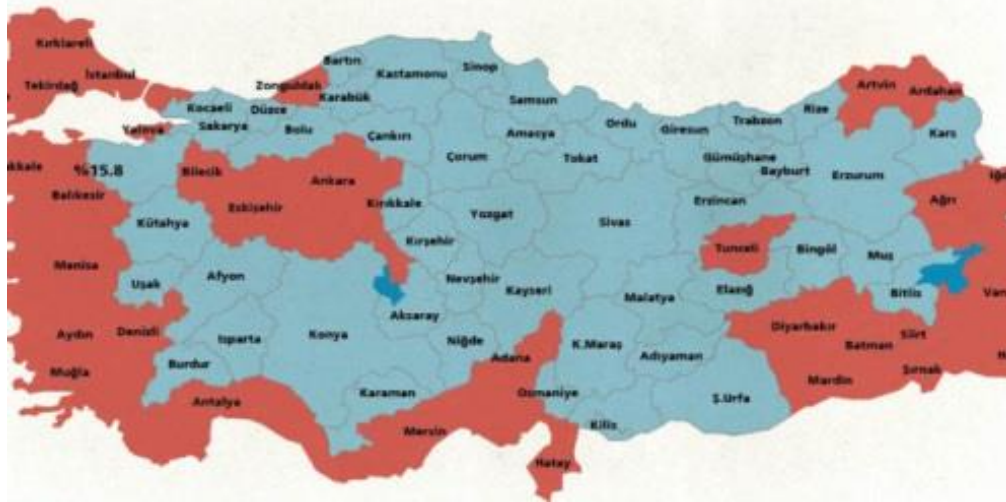 Kırklareli
Tekirdağ
İstanbul
Yalova
Kocaeli
Sakarya
Düzce
Bolu
Zonguldak
Bartın
Karabük
Kastamonu
Sinop
Çankırı
Samsun
Amasya
Çorum
Tokat
Ordu
Giresun
Trabzon
Rize
Artvin
Ardahan
Kars
Gümüşhane
Bayburt
Erzurum
Erzincan
kkale
%15.8
Balıkesir
Bilecik
Eskişehir
Ankara
Kırıkkale
Yozgat
Sivas
Ağrı
Kütahya
Kırşehir
Tunceli
Bingöl
Muş
Manisa
Uşak
Afyon
Nevşehir
Kayseri
Malatya
Elazığ
Bitlis
Van
Aksaray
Aydın
Denizli
Isparta
Konya
Niğde
Adana
K.Maraş
Adıyaman
Diyarbakır
Batman
Siirt
Şırnak
Mardin
Muğla
Burdur
Antalya
Karaman
Mersin
Osmaniye
Kilis
Ş.Urfa
Hatay